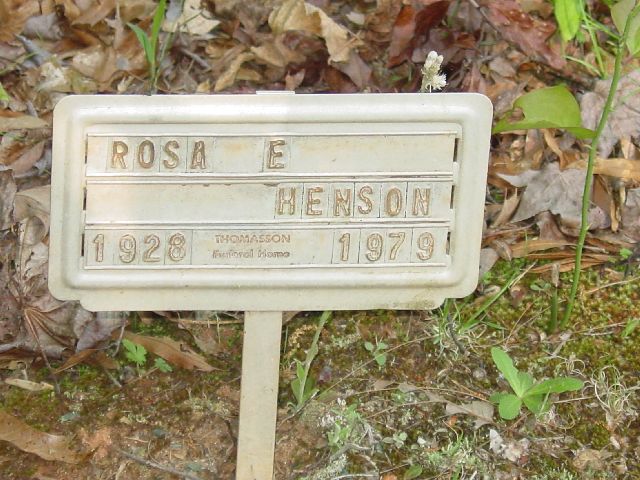 ROSA E
HENSON
1928 THOMASSON 1979
Funeral Home